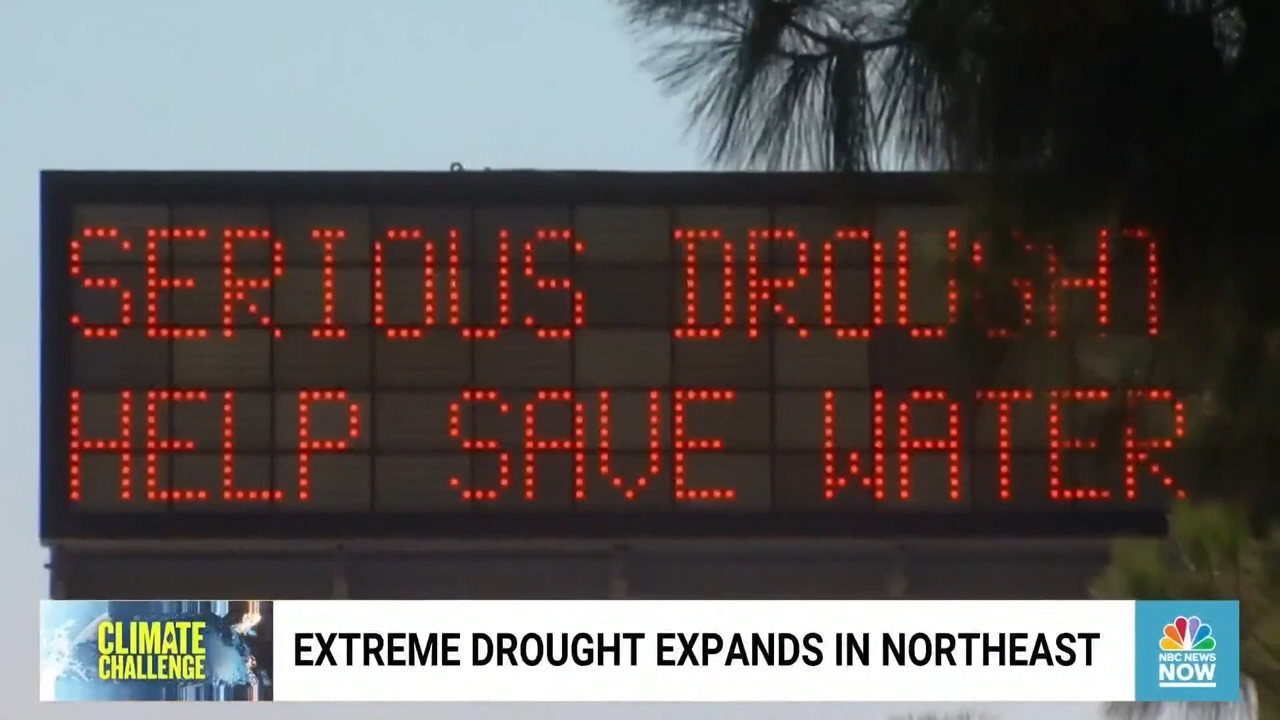 SERIOUS DROUGHT
HELP SAVE WATER
CLIMATE
CHALLENGE
EXTREME DROUGHT EXPANDS IN NORTHEAST
NBC NEWS
NOW